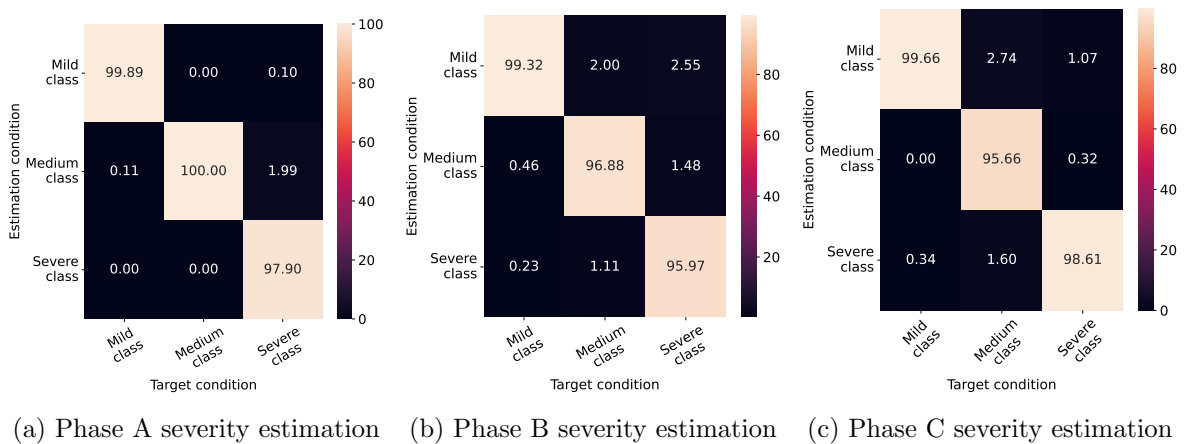 Estimation condition
Mild
class
Medium
class
Severe
class
99.89 0.00 0.10
0.11 100.00 1.99
0.00 0.00 97.90
Mild
class
Medium
class
Severe
class
Target condition
100
80
60
40
20
0
(a) Phase A severity estimation
Estimation condition
Mild
class
Medium
class
Severe
class
99.32 2.00 2.55
0.46 96.88 1.48
0.23 1.11 95.97
Mild
class
Medium
class
Severe
class
Target condition
80
60
40
20
(b) Phase B severity estimation
Estimation condition
Mild
class
Medium
class
Severe
class
99.66 2.74 1.07
0.00 95.66 0.32
0.34 1.60 98.61
Mild
class
Medium
class
Severe
class
Target condition
80
60
40
20
0
(c) Phase C severity estimation